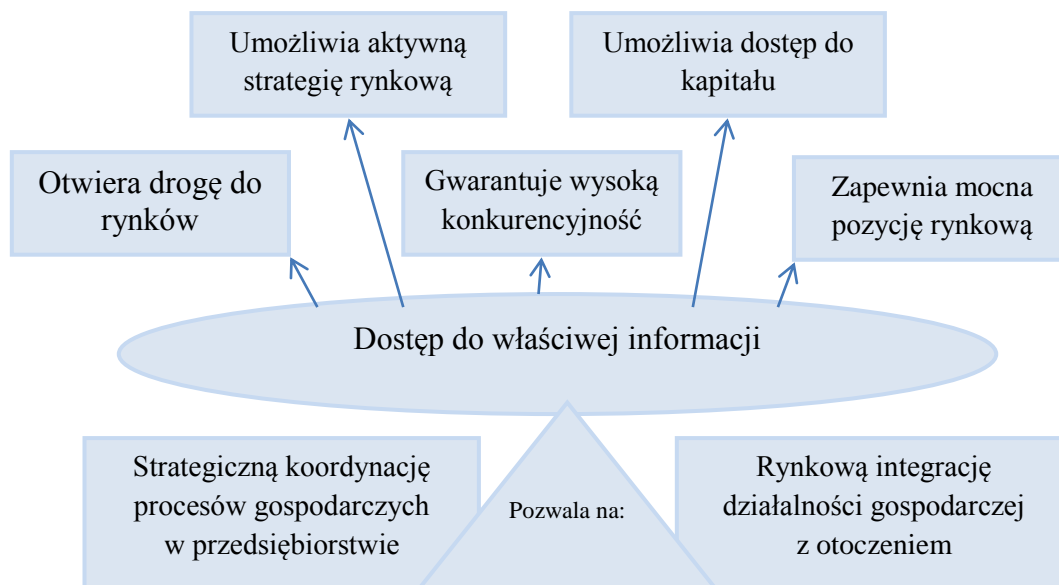 Umożliwia aktywną
strategię rynkową
Umożliwia dostęp do
kapitału
Otwiera drogę do
rynków
Gwarantuje wysoką
konkurencyjność
Zapewnia mocna
pozycję rynkową
Dostęp do właściwej informacji
Strategiczną koordynację
procesów gospodarczych
w przedsiębiorstwie
Pozwala na:
Rynkową integrację
działalności gospodarczej
z otoczeniem